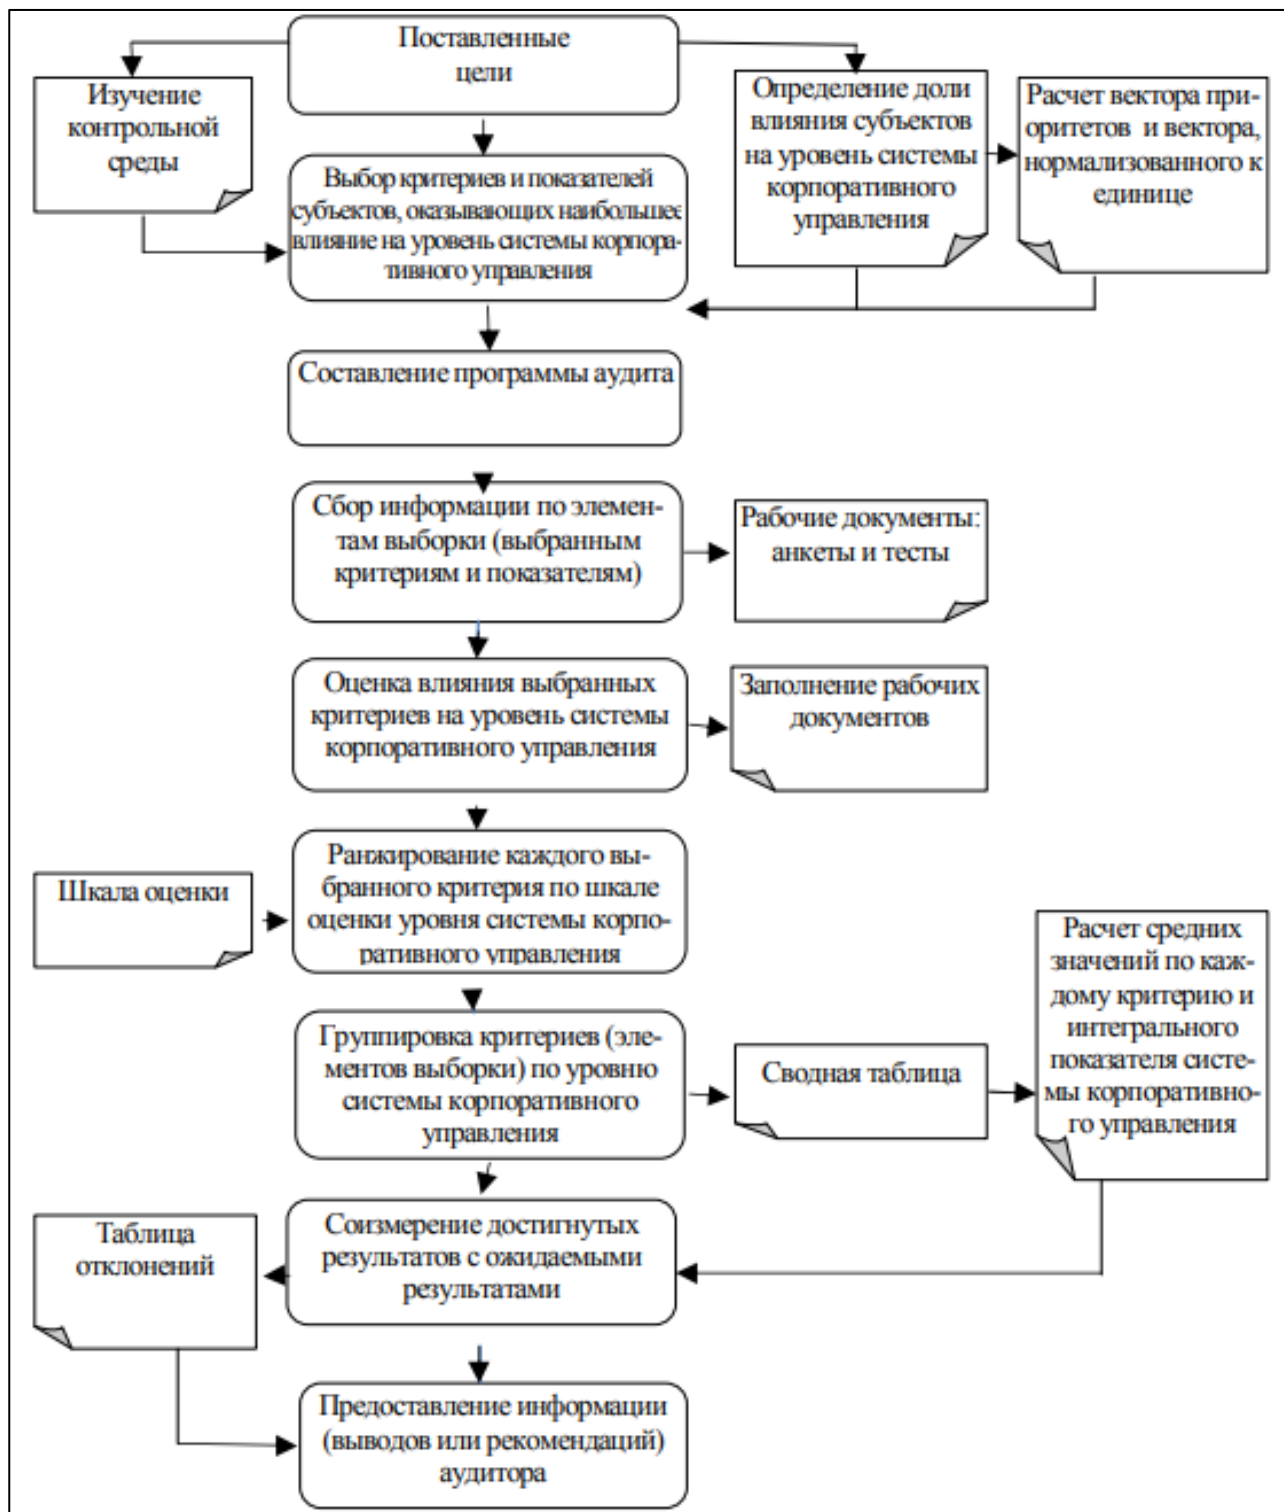 Поставленные
цели
Изучение
контрольной
среды
Определение доли
влияния субъектов
на уровень системы
корпоративного
управления
Расчет вектора при-
оритетов и вектора,
нормализованного к
единице
Выбор критериев и показателей
субъектов, оказывающих наибольшее
влияние на уровень системы корпора-
тивного управления
Составление программы аудита
Сбор информации по элемен-
там выборки (выбранным
критериям и показателям)
Рабочие документы:
анкеты и тесты
Оценка влияния выбранных
критериев на уровень системы
корпоративного управления
Заполнение рабочих
документов
Шкала оценки
Ранжирование каждого вы-
бранного критерия по шкале
оценки уровня системы корпо-
ративного управления
Группировка критериев (эле-
ментов выборки) по уровню
системы корпоративного
управления
Сводная таблица
Расчет средних
значений по каж-
дому критерию и
интегрального
показателя систе-
мы корпоративно-
го управления
Таблица
отклонений
Соизмерение достигнутых
результатов с ожидаемыми
результатами
Предоставление информации
(выводов или рекомендаций)
аудитора